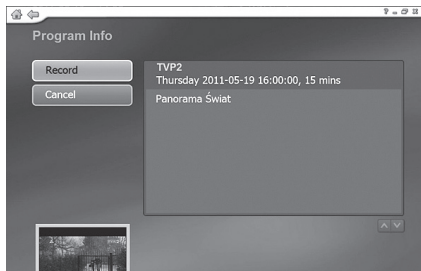 Program Info
Record
Cancel
TVP2
Thursday 2011-05-19 16:00:00, 15 mins
Panorama Świat